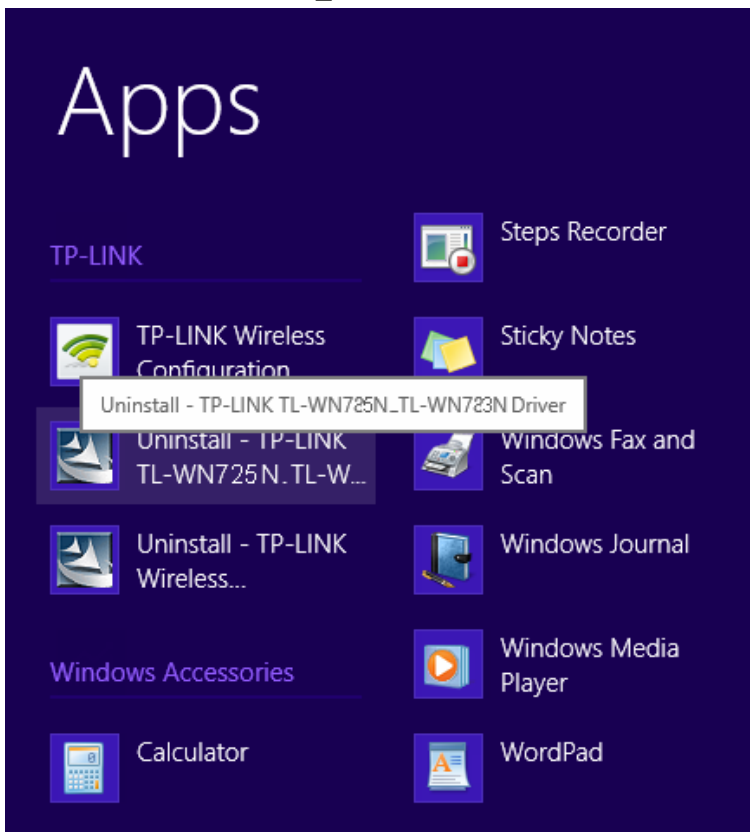 Apps
TP-LINK
TP-LINK Wireless
Configuration
Uninstall - TP-LINK TL-WN725N_TL-WN723N Driver
Uninstall - TP-LINK
TL-WN725N_TL-W...
Uninstall - TP-LINK
Wireless...
Windows Accessories
Calculator
Steps Recorder
Sticky Notes
Windows Fax and
Scan
Windows Journal
Windows Media
Player
WordPad